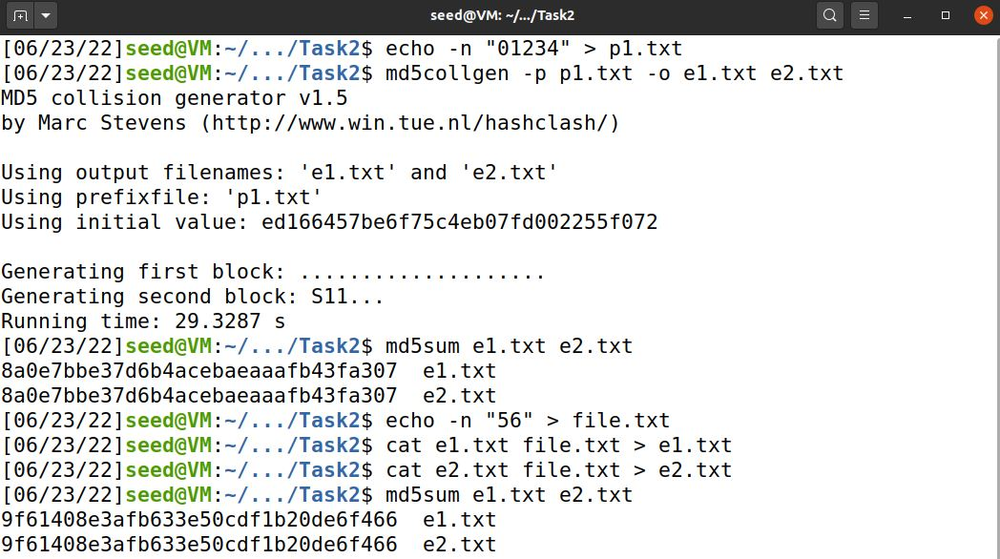 seed@VM: ~/.../Task2
[06/23/22]seed@VM:~/.../Task2$ echo -n "01234" > p1.txt
[06/23/22]seed@VM:~/.../Task2$ md5collgen -p p1.txt -o e1.txt e2.txt
MD5 collision generator v1.5
by Marc Stevens (http://www.win.tue.nl/hashclash/)
Using output filenames: 'e1.txt' and 'e2.txt'
Using prefixfile: 'p1.txt'
Using initial value: ed166457be6f75c4eb07fd002255f072
Generating first block: ....................
Generating second block: S11...
Running time: 29.3287 s
[06/23/22]seed@VM:~/.../Task2$ md5sum e1.txt e2.txt
8a0e7bbe37d6b4acebaeaaafb43fa307  e1.txt
8a0e7bbe37d6b4acebaeaaafb43fa307  e2.txt
[06/23/22]seed@VM:~/.../Task2$ echo -n "56" > file.txt
[06/23/22]seed@VM:~/.../Task2$ cat e1.txt file.txt > e1.txt
[06/23/22]seed@VM:~/.../Task2$ cat e2.txt file.txt > e2.txt
[06/23/22]seed@VM:~/.../Task2$ md5sum e1.txt e2.txt
9f61408e3afb633e50cdf1b20de6f466  e1.txt
9f61408e3afb633e50cdf1b20de6f466  e2.txt